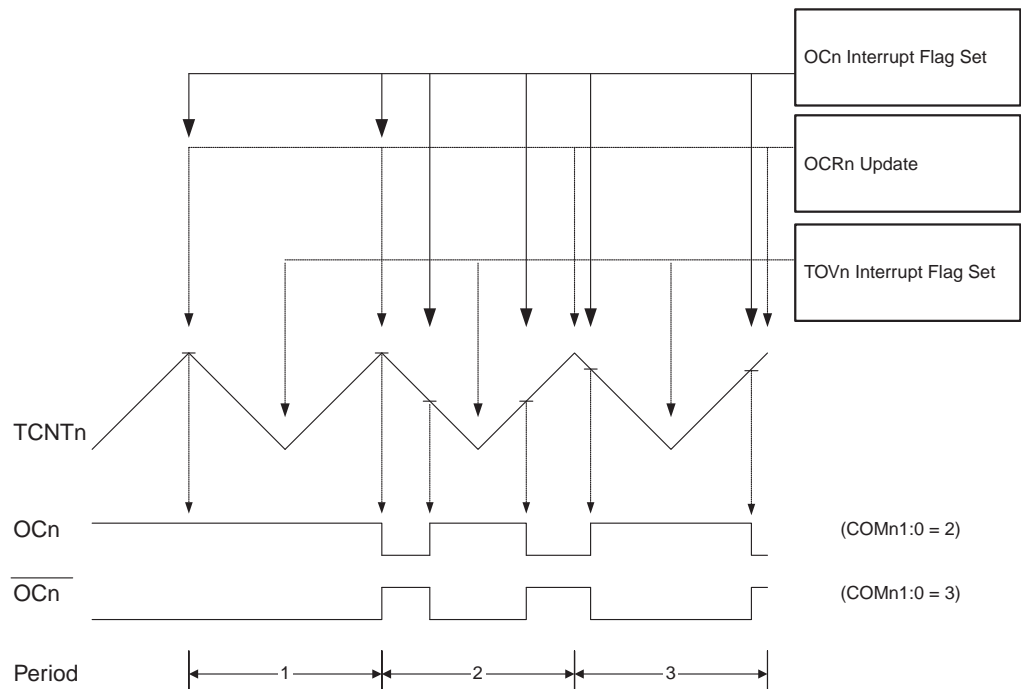 OCn Interrupt Flag Set
OCRn Update
TOVn Interrupt Flag Set
TCNTn
OCn
(COMn1:0 = 2)
OCn
(COMn1:0 = 3)
Period
1
2
3